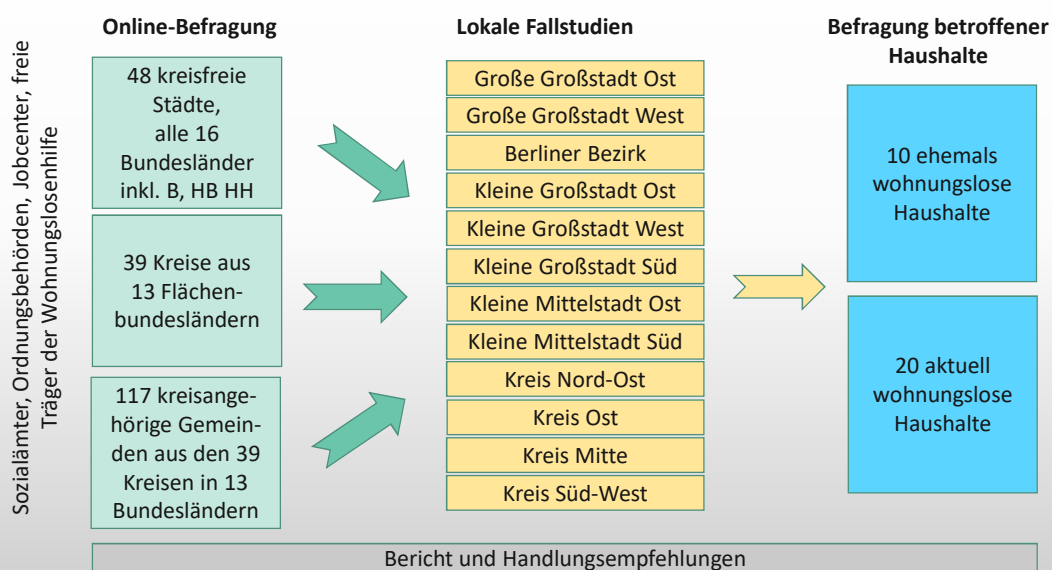 Sozialämter, Ordnungsbehörden, Jobcenter, freie
Träger der Wohnungslosenhilfe
Online-Befragung
48 kreisfreie
Städte,
alle 16
Bundesländer
inkl. B, HB HH
39 Kreise aus
13 Flächen-
bundesländern
117 kreisange-
hörige Gemein-
den aus den 39
Kreisen in 13
Bundesländern
Lokale Fallstudien
Große Großstadt Ost
Große Großstadt West
Berliner Bezirk
Kleine Großstadt Ost
Kleine Großstadt West
Kleine Großstadt Süd
Kleine Mittelstadt Ost
Kleine Mittelstadt Süd
Kreis Nord-Ost
Kreis Ost
Kreis Mitte
Kreis Süd-West
Befragung betroffener
Haushalte
10 ehemals
wohnungslose
Haushalte
20 aktuell
wohnungslose
Haushalte
Bericht und Handlungsempfehlungen